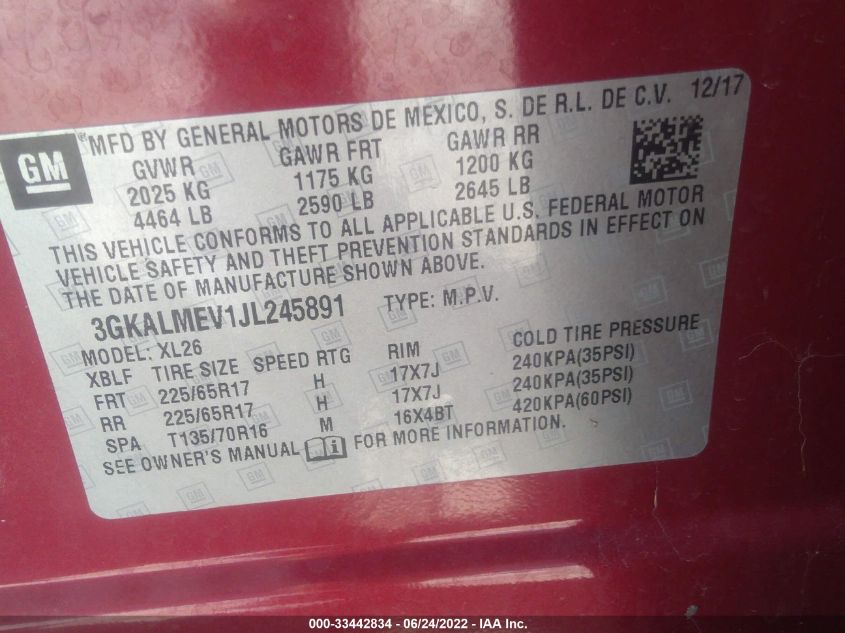 GM
®MFD BY GENERAL MOTORS DE MEXICO, S. DE R.L. DE C.V. 12/17
GVWR GAWR FRT GAWR RR
2025 KG 1175 KG 1200 KG
4464 LB 2590 LB 2645 LB
THIS VEHICLE CONFORMS TO ALL APPLICABLE U.S. FEDERAL MOTOR
VEHICLE SAFETY AND THEFT PREVENTION STANDARDS IN EFFECT ON
THE DATE OF MANUFACTURE SHOWN ABOVE.
3GKALMEV1JL245891 TYPE: M.P.V.
MODEL: XL26
XBLF TIRE SIZE SPEED RTG RIM COLD TIRE PRESSURE
FRT 225/65R17 H 17X7J 240KPA(35PSI)
RR 225/65R17 H 17X7J 240KPA(35PSI)
SPA T135/70R16 M 16X4BT 420KPA(60PSI)
SEE OWNER'S MANUAL FOR MORE INFORMATION.
000-33442834 - 06/24/2022 - IAA Inc.